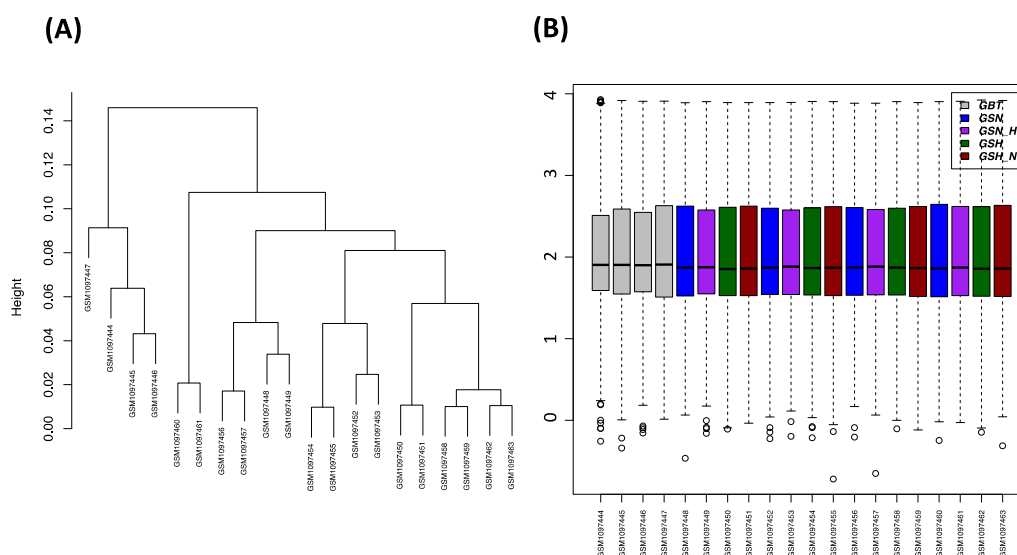 (A)
(B)
Height
0.00
0.02
0.04
0.06
0.08
0.10
0.12
0.14
GSM1097447
GSM1097444
GSM1097445
GSM1097446
GSM1097460
GSM1097461
GSM1097456
GSM1097457
GSM1097448
GSM1097449
GSM1097454
GSM1097455
GSM1097452
GSM1097453
GSM1097450
GSM1097451
GSM1097458
GSM1097459
GSM1097462
GSM1097463
4
3
2
1
0
GBT
GSN
GSN_H
GSH
GSH_N
GSM1097444
GSM1097445
GSM1097446
GSM1097447
GSM1097448
GSM1097449
GSM1097450
GSM1097451
GSM1097452
GSM1097453
GSM1097454
GSM1097455
GSM1097456
GSM1097457
GSM1097458
GSM1097459
GSM1097460
GSM1097461
GSM1097462
GSM1097463